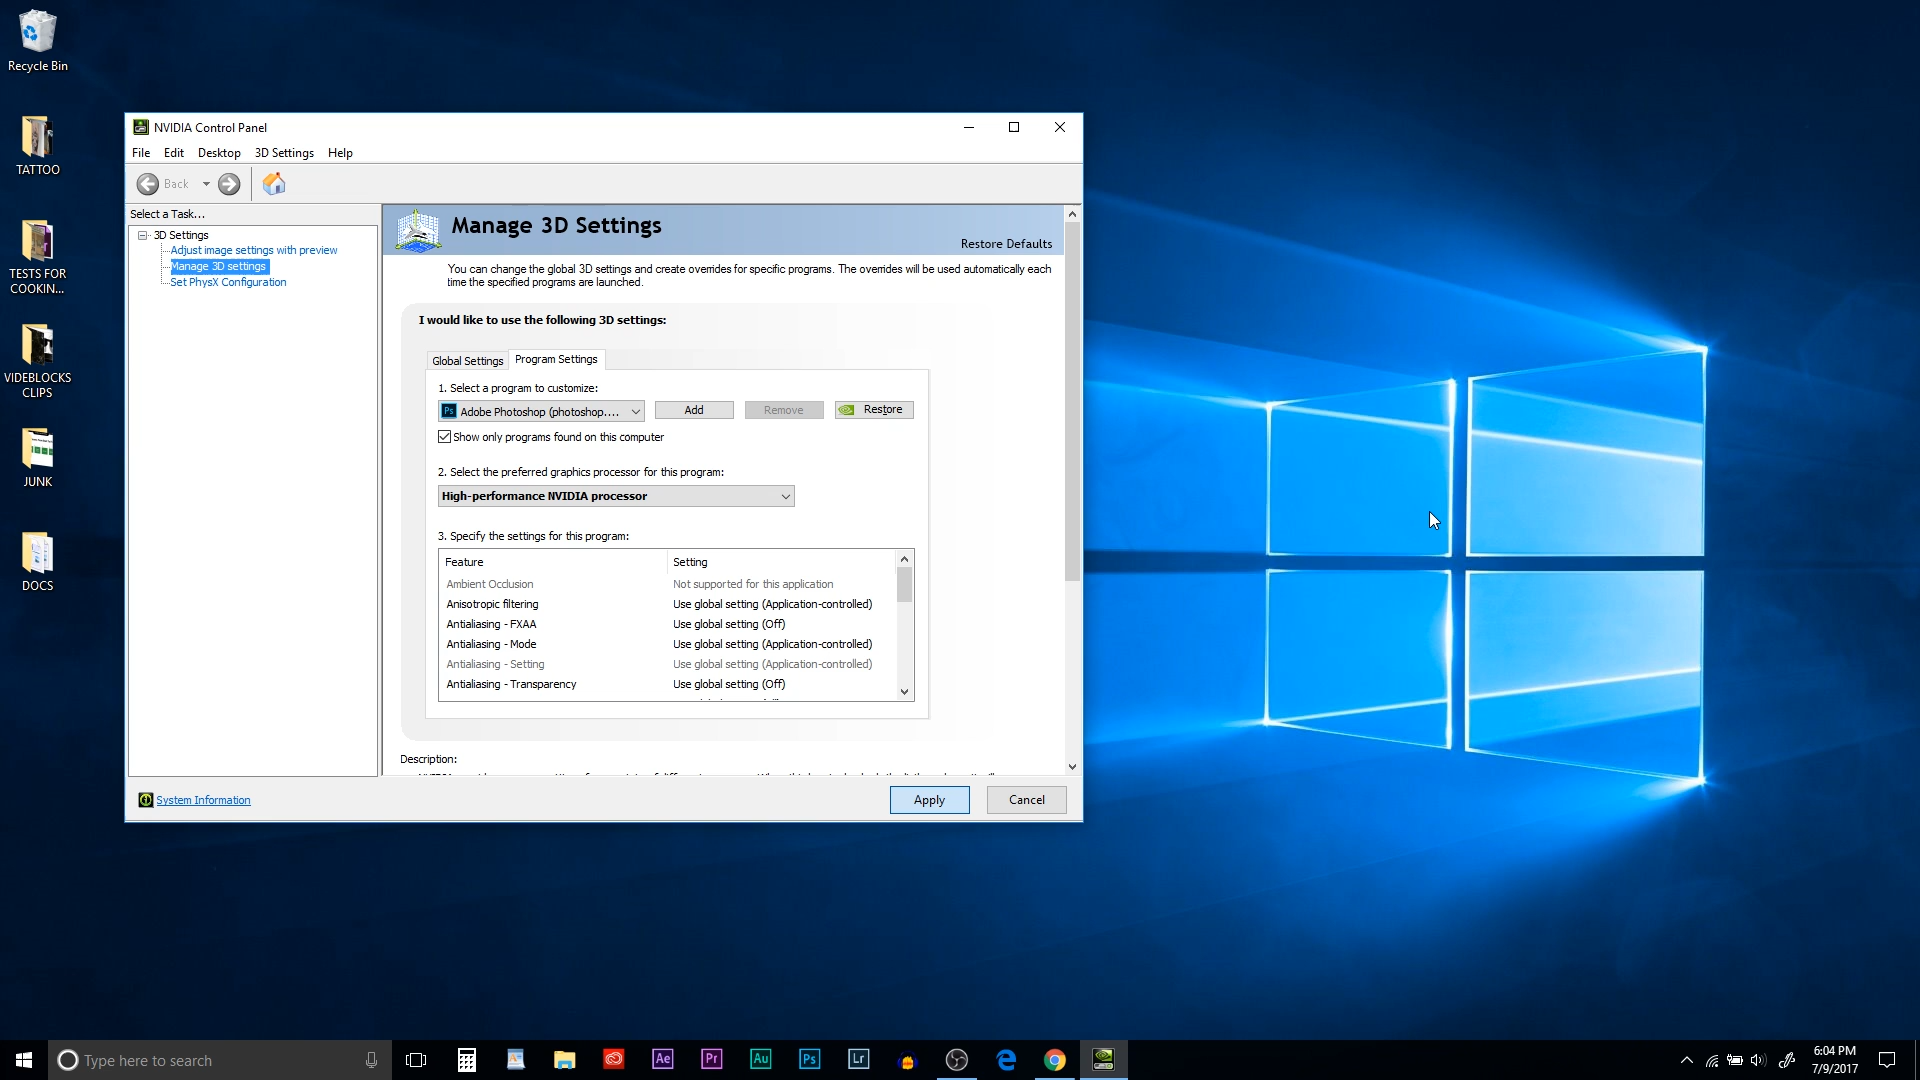 Recycle Bin
TATTOO
TESTS FOR
COOKIN...
VIDEBLOCKS
CLIPS
JUNK
DOCS
NVIDIA Control Panel
File Edit Desktop 3D Settings Help
Back
Select a Task...
3D Settings
Adjust image settings with preview
Manage 3D settings
Set PhysX Configuration
Manage 3D Settings
Restore Defaults
You can change the global 3D settings and create overrides for specific programs. The overrides will be used automatically each
time the specified programs are launched.
I would like to use the following 3D settings:
Global Settings Program Settings
1. Select a program to customize:
Ps Adobe Photoshop (photoshop.... Add Remove Restore
Show only programs found on this computer
2. Select the preferred graphics processor for this program:
High-performance NVIDIA processor
3. Specify the settings for this program:
Feature Setting
Ambient Occlusion Not supported for this application
Anisotropic filtering Use global setting (Application-controlled)
Antialiasing - FXAA Use global setting (Off)
Antialiasing - Mode Use global setting (Application-controlled)
Antialiasing - Setting Use global setting (Application-controlled)
Antialiasing - Transparency Use global setting (Off)
Description:
System Information
Apply Cancel
Type here to search
Ae Pr Au Ps Lr
6:04 PM
7/9/2017